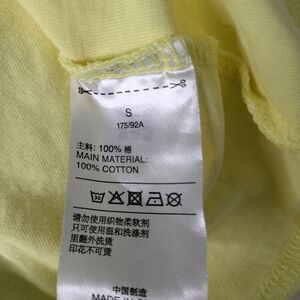 S
175/92A
主料: 100% 棉
MAIN MATERIAL:
100% COTTON
请勿使用织物柔软剂
只可使用温和洗涤剂
里翻外洗烫
印花不可烫
中国制造
MADE IN